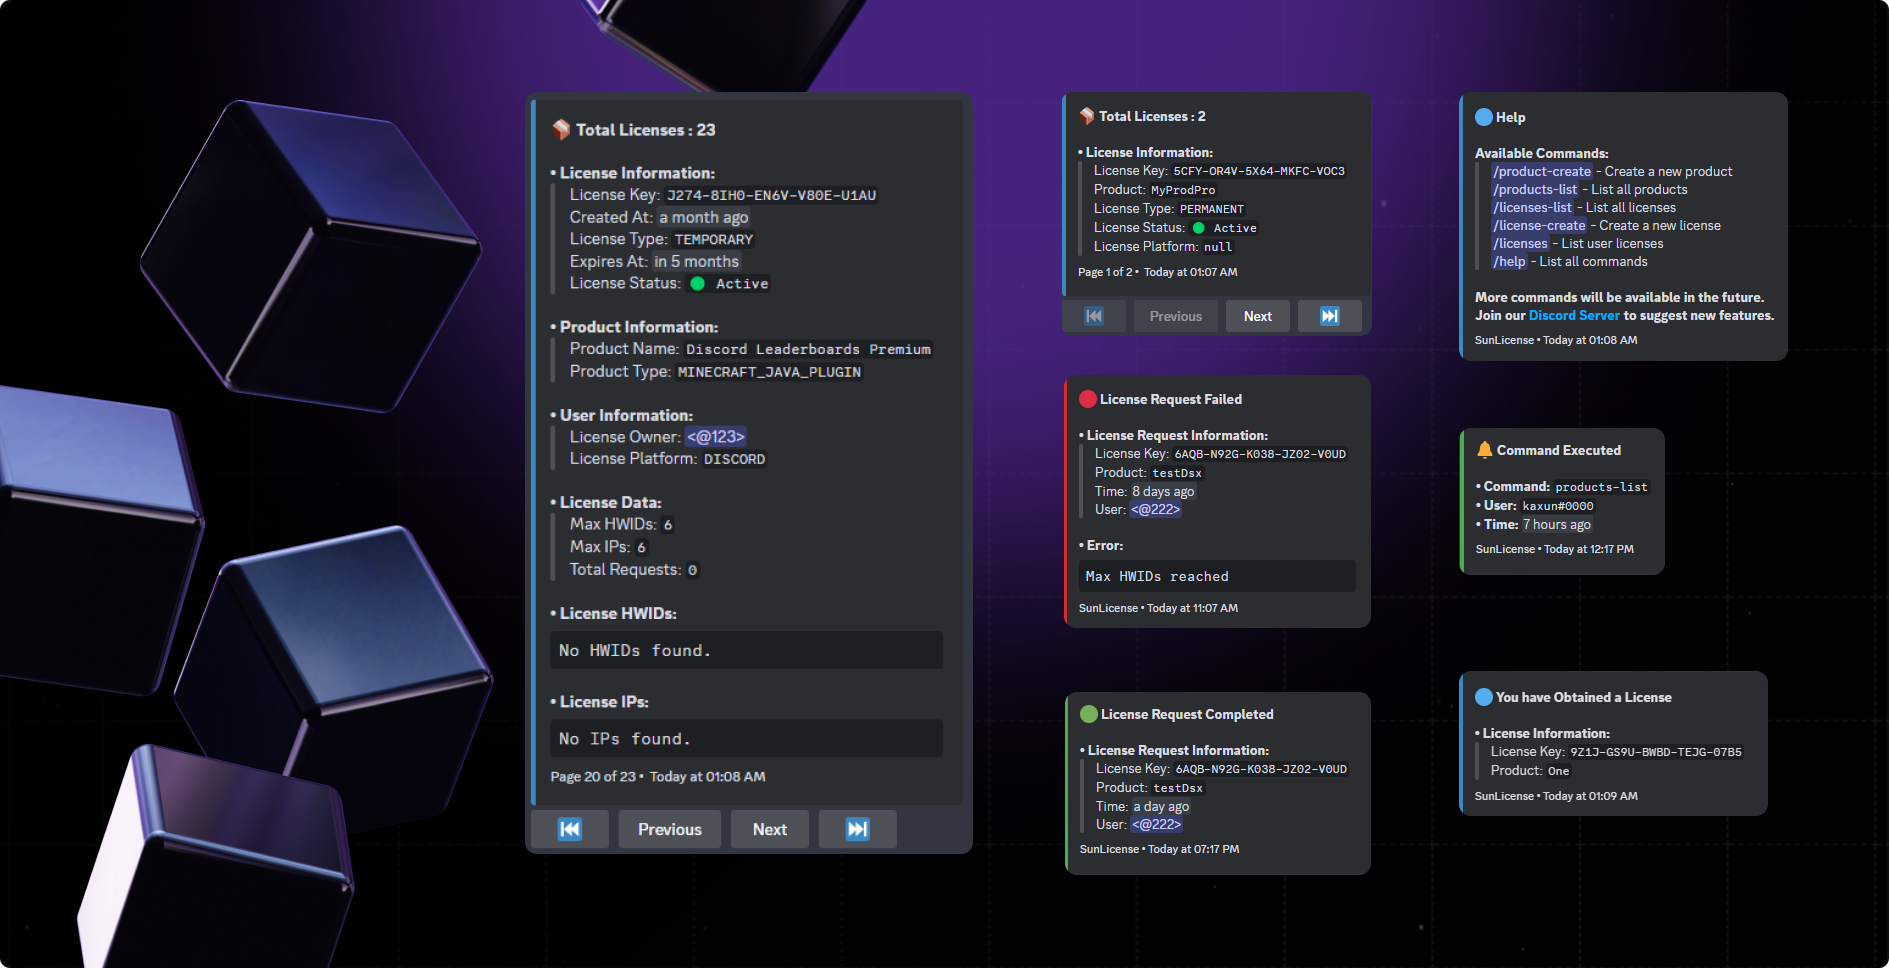 Total Licenses : 23
• License Information:
License Key: J274-8IH0-EN6V-V80E-U1AU
Created At: a month ago
License Type: TEMPORARY
Expires At: in 5 months
License Status: Active
• Product Information:
Product Name: Discord Leaderboards Premium
Product Type: MINECRAFT_JAVA_PLUGIN
• User Information:
License Owner: <@123>
License Platform: DISCORD
• License Data:
Max HWIDs: 6
Max IPs: 6
Total Requests: 0
• License HWIDs:
No HWIDs found.
• License IPs:
No IPs found.
Page 20 of 23 • Today at 01:08 AM
Previous
Next
Total Licenses : 2
• License Information:
License Key: 5CFY-OR4V-5X64-MKFC-VOC3
Product: MyProdPro
License Type: PERMANENT
License Status: Active
License Platform: null
Page 1 of 2 • Today at 01:07 AM
Previous
Next
License Request Failed
• License Request Information:
License Key: 6AQB-N92G-K038-JZ02-V0UD
Product: testDsx
Time: 8 days ago
User: <@222>
• Error:
Max HWIDs reached
SunLicense • Today at 11:07 AM
License Request Completed
• License Request Information:
License Key: 6AQB-N92G-K038-JZ02-V0UD
Product: testDsx
Time: a day ago
User: <@222>
SunLicense • Today at 07:17 PM
Help
Available Commands:
/product-create - Create a new product
/products-list - List all products
/licenses-list - List all licenses
/license-create - Create a new license
/licenses - List user licenses
/help - List all commands
More commands will be available in the future.
Join our Discord Server to suggest new features.
SunLicense • Today at 01:08 AM
Command Executed
• Command: products-list
• User: kaxun#0000
• Time: 7 hours ago
SunLicense • Today at 12:17 PM
You have Obtained a License
• License Information:
License Key: 9Z1J-GS9U-BWBD-TEJG-07B5
Product: One
SunLicense • Today at 01:09 AM